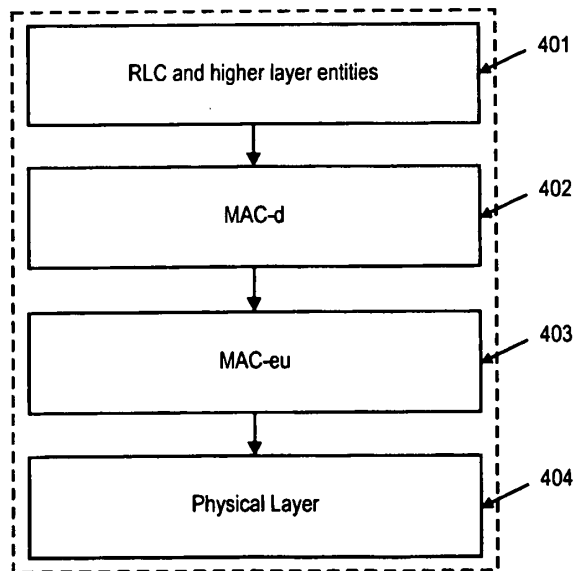 401
RLC and higher layer entities
402
MAC-d
403
MAC-eu
404
Physical Layer